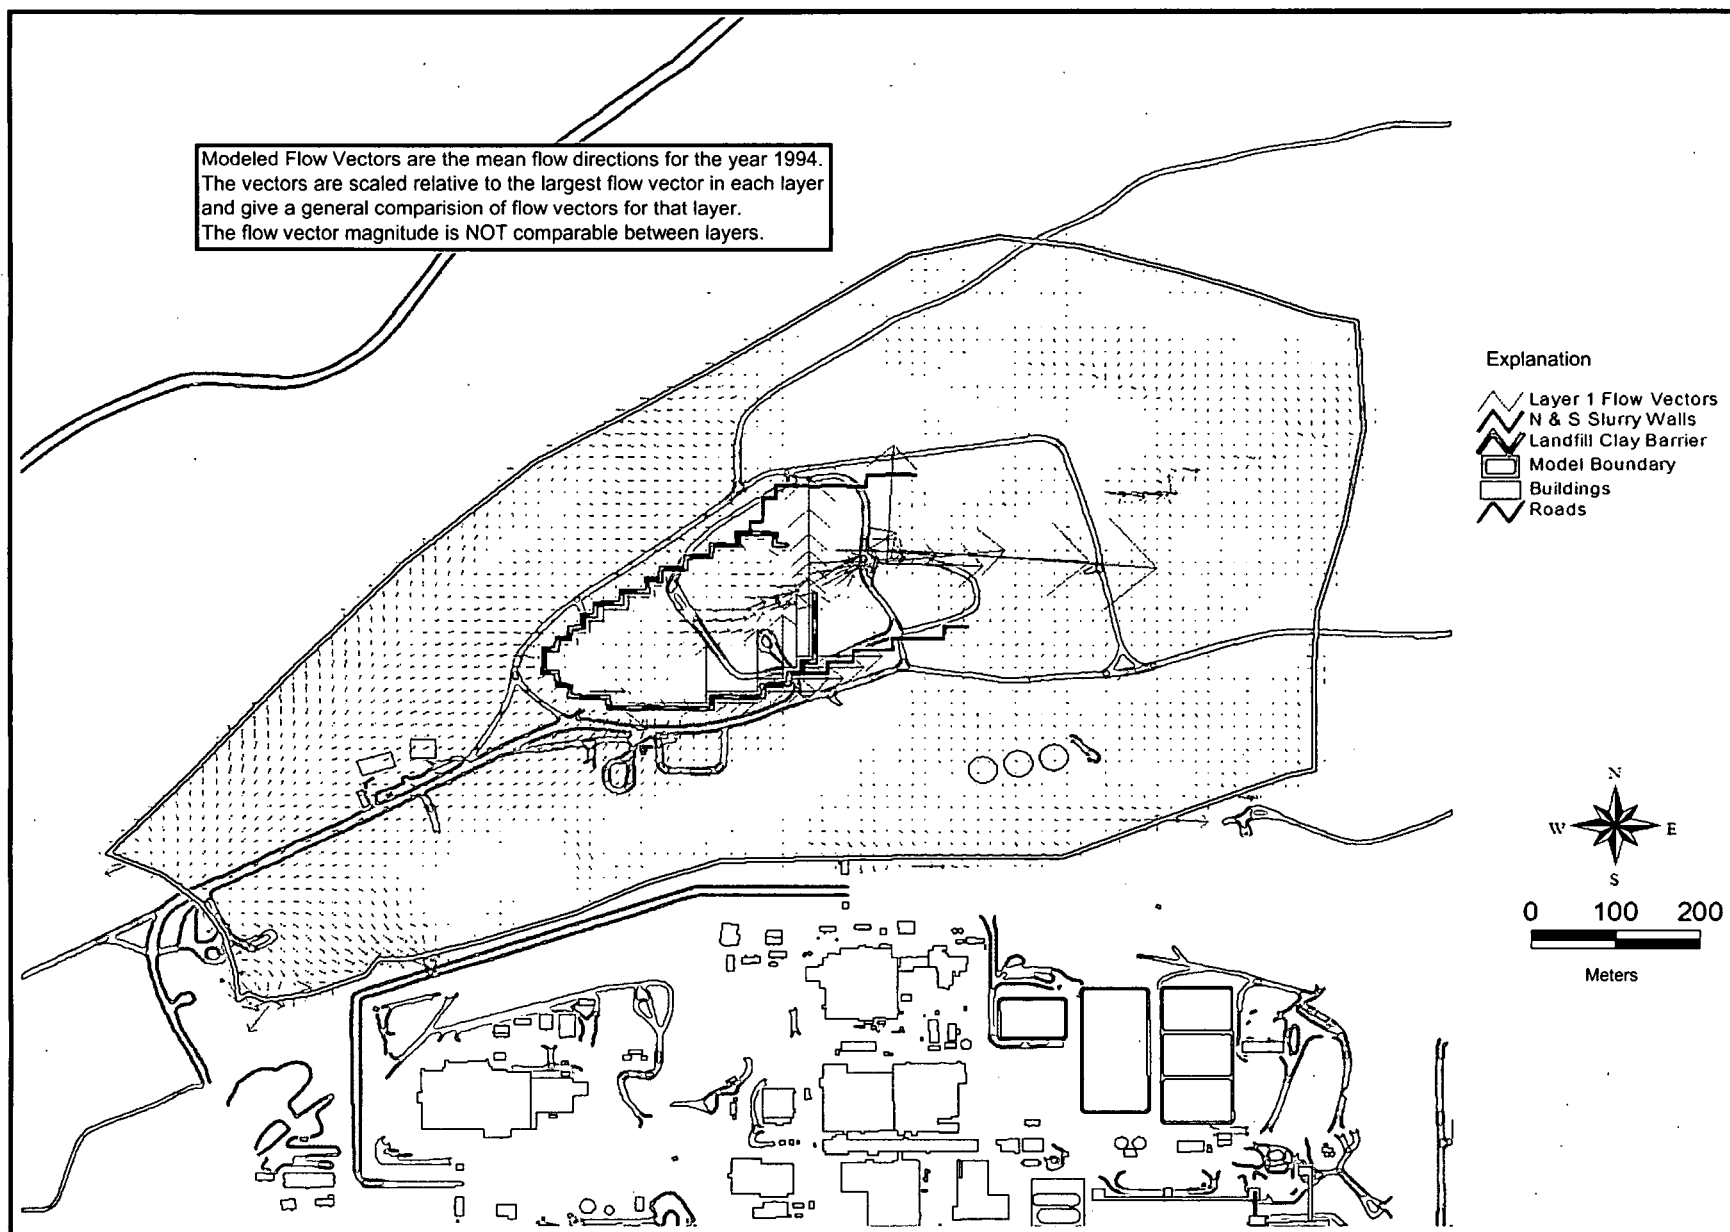 Modeled Flow Vectors are the mean flow directions for the year 1994.
The vectors are scaled relative to the largest flow vector in each layer
and give a general comparision of flow vectors for that layer.
The flow vector magnitude is NOT comparable between layers.
Explanation
Layer 1 Flow Vectors
N & S Slurry Walls
Landfill Clay Barrier
Model Boundary
Buildings
Roads
N
W E
S
0 100 200
Meters